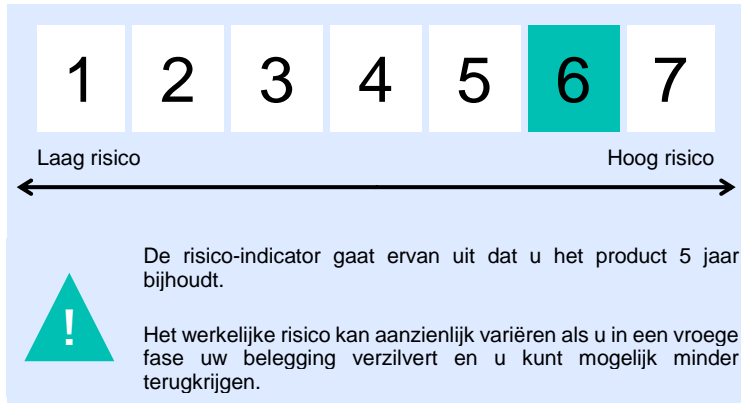 1 2 3 4 5 6 7
Laag risico Hoog risico
De risico-indicator gaat ervan uit dat u het product 5 jaar
bijhoudt.
!
Het werkelijke risico kan aanzienlijk variëren als u in een vroege
fase uw belegging verzilvert en u kunt mogelijk minder
terugkrijgen.